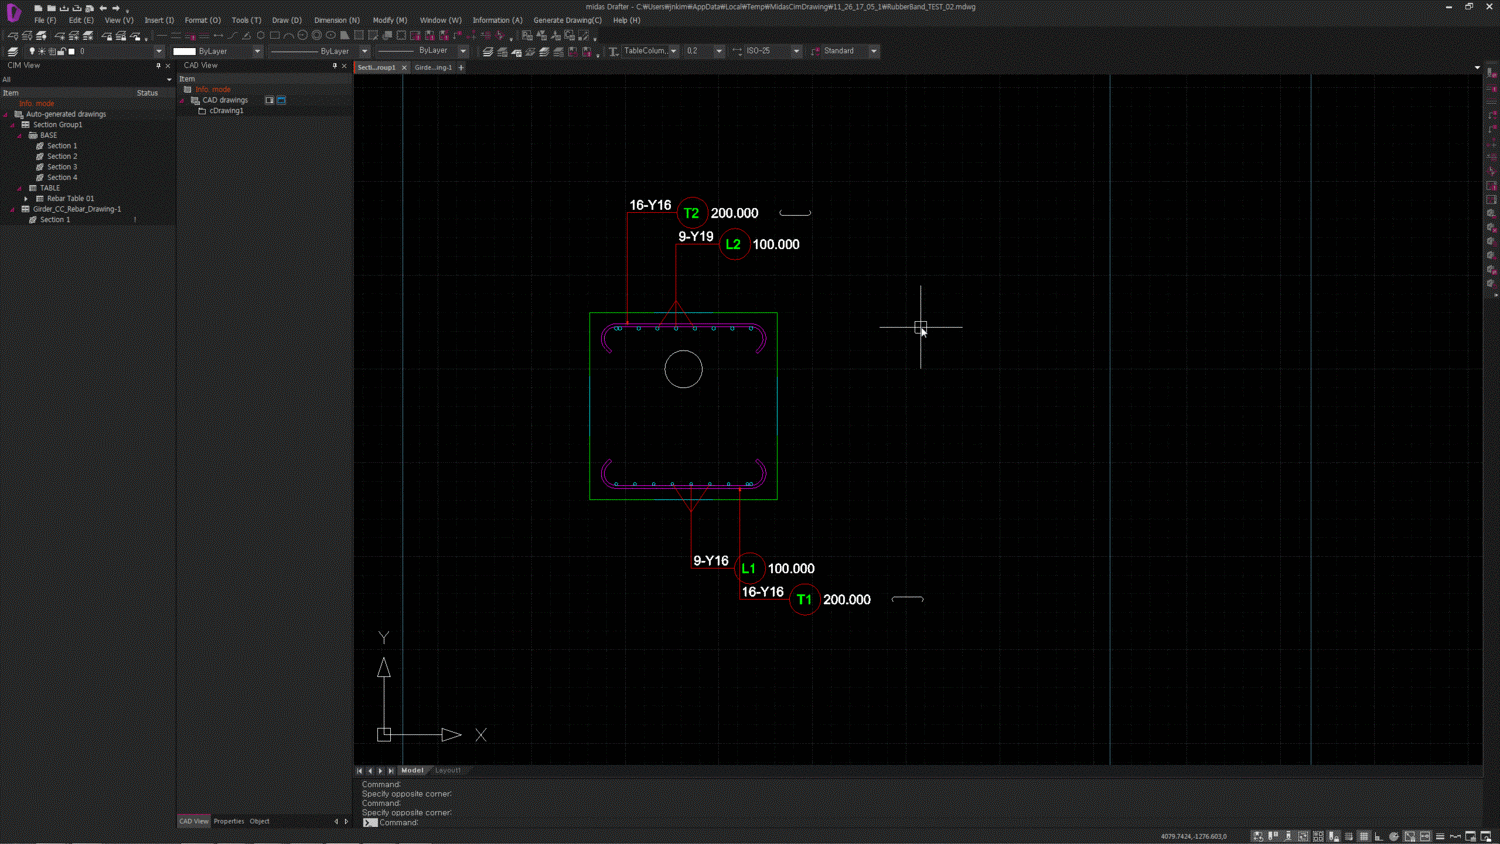 midas Drafter - C:₩Users₩jnkim₩AppData₩Local₩Temp₩MidasCimDrawing₩11_26_17_05_1₩RubberBand_TEST_02.mdwg
File (F) Edit (E) View (V) Insert (I) Format (O) Tools (T) Draw (D) Dimension (N) Modify (M) Window (W) Information (A) Generate Drawing(C) Help (H)
0 ByLayer ByLayer ByLayer TableColum.. 0,2 ISO-25 Standard
CIM View
CAD View
Secti...roup1
Girde...ing-1
All
Item Status
Info. mode
Auto-generated drawings
Section Group1
BASE
Section 1
Section 2
Section 3
Section 4
TABLE
Rebar Table 01
Girder_CC_Rebar_Drawing-1
Section 1 !
Item
Info. mode
CAD drawings
cDrawing1
16-Y16 T2 200.000
9-Y19 L2 100.000
9-Y16 L1 100.000
16-Y16 T1 200.000
Y
X
Model Layout1
Command:
Specify opposite corner:
Command:
Specify opposite corner:
Command:
CAD View Properties Object
4079.7424,-1276.603,0